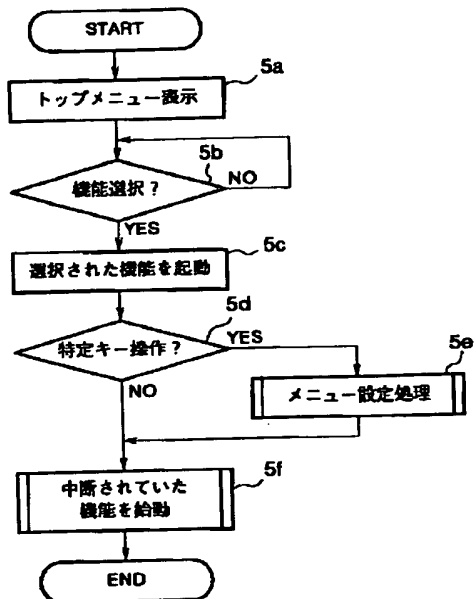 START
5a
トップメニュー表示
5b
機能選択？
NO
YES
5c
選択された機能を起動
5d
特定キー操作？
YES
5e
メニュー設定処理
NO
5f
中断されていた
機能を始動
END